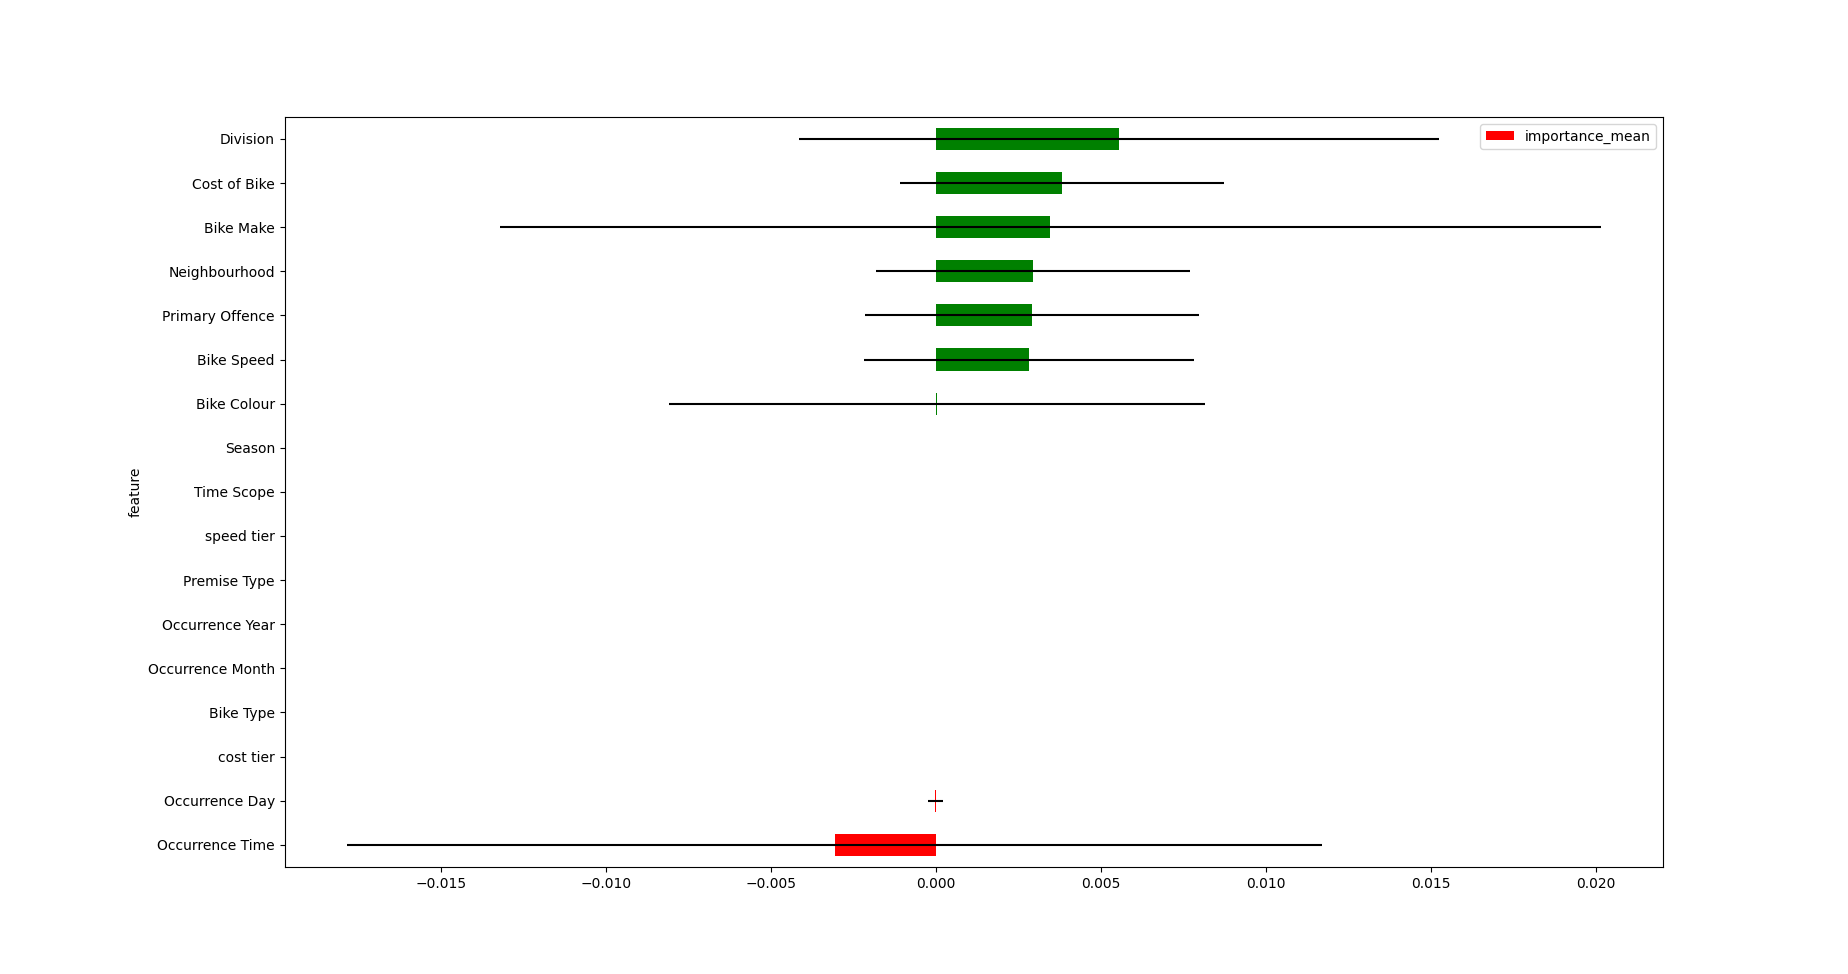 importance_mean
Division
Cost of Bike
Bike Make
Neighbourhood
Primary Offence
Bike Speed
Bike Colour
Season
Time Scope
speed tier
Premise Type
Occurrence Year
Occurrence Month
Bike Type
cost tier
Occurrence Day
Occurrence Time
feature
−0.015 −0.010 −0.005 0.000 0.005 0.010 0.015 0.020